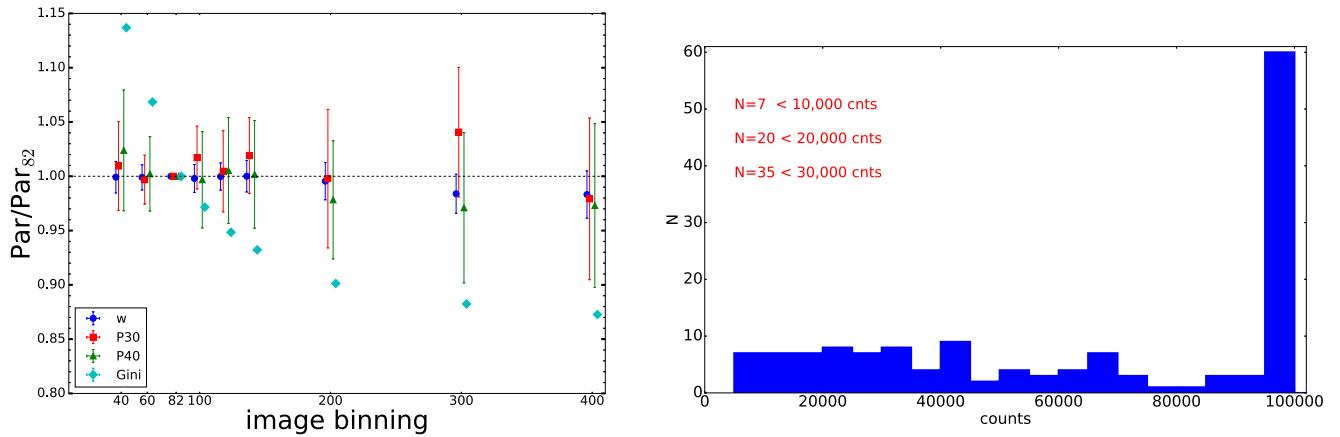 1.15
1.10
1.05
1.00
0.95
0.90
0.85
0.80
Par/Par82
w
P30
P40
Gini
40 60 82 100 200 300 400
image binning
60
50
40
30
20
10
0
N
N=7 < 10,000 cnts
N=20 < 20,000 cnts
N=35 < 30,000 cnts
0 20000 40000 60000 80000 100000
counts